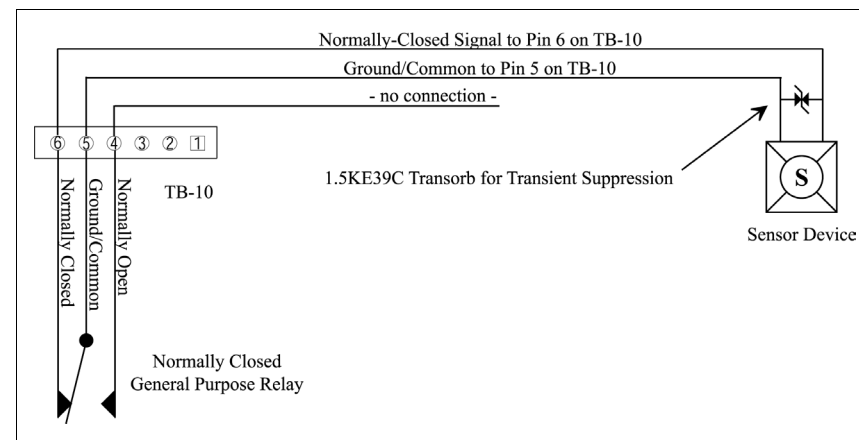 Normally-Closed Signal to Pin 6 on TB-10
Ground/Common to Pin 5 on TB-10
- no connection -
6 5 4 3 2 1
TB-10
1.5KE39C Transorb for Transient Suppression
S
Sensor Device
Normally Closed
Ground/Common
Normally Open
Normally Closed
General Purpose Relay